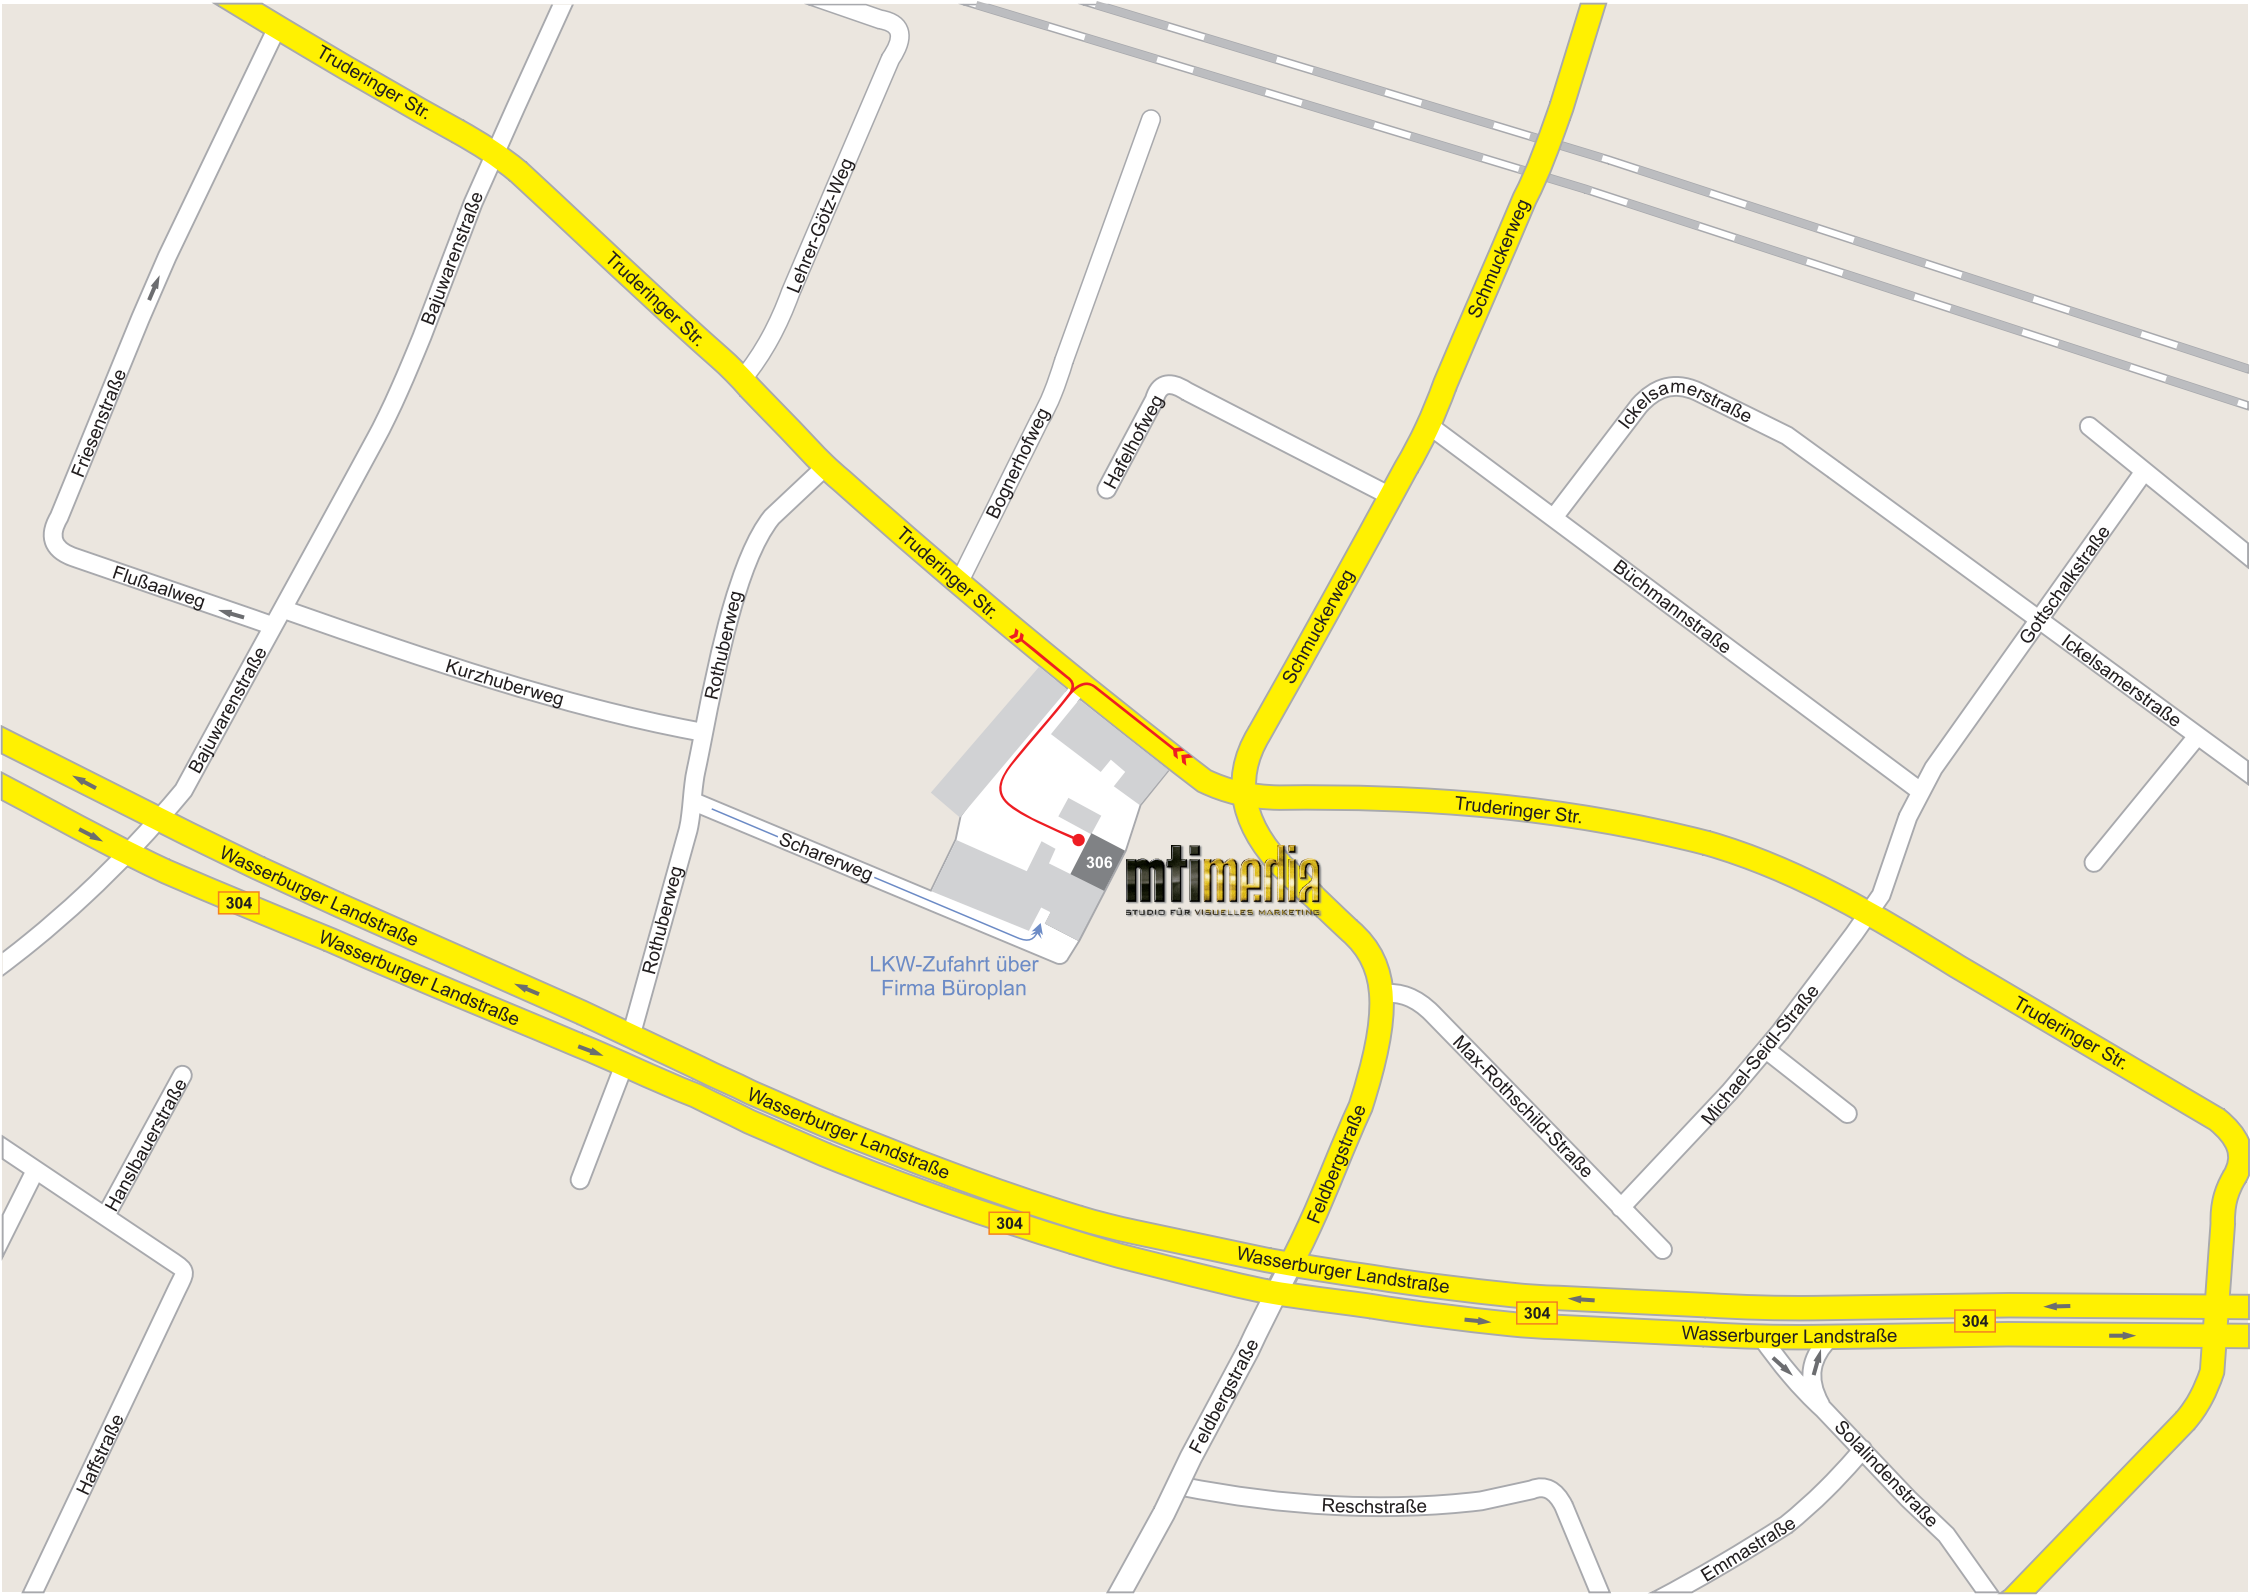 Truderinger Str.
Bajuwarenstraße
Lehrer-Götz-Weg
Schmuckerweg
Truderinger Str.
Friesenstraße
Bognerhofweg
Hafelhofweg
Ickelsamerstraße
Truderinger Str.
Flußaalweg
Rothuberweg
Schmuckerweg
Büchmannstraße
Gottschalkstraße
Ickelsamerstraße
Bajuwarenstraße
Kurzhuberweg
Truderinger Str.
Scharerweg
306
mtimedia
STUDIO FÜR VISUELLES MARKETING
Wasserburger Landstraße
304
Rothuberweg
Wasserburger Landstraße
LKW-Zufahrt über
Firma Büroplan
Truderinger Str.
Michael-Seidl-Straße
Max-Rothschild-Straße
Hanslbauerstraße
Wasserburger Landstraße
Feldbergstraße
304
Wasserburger Landstraße
304
304
Wasserburger Landstraße
Feldbergstraße
Haffstraße
Solalindenstraße
Reschstraße
Emmastraße